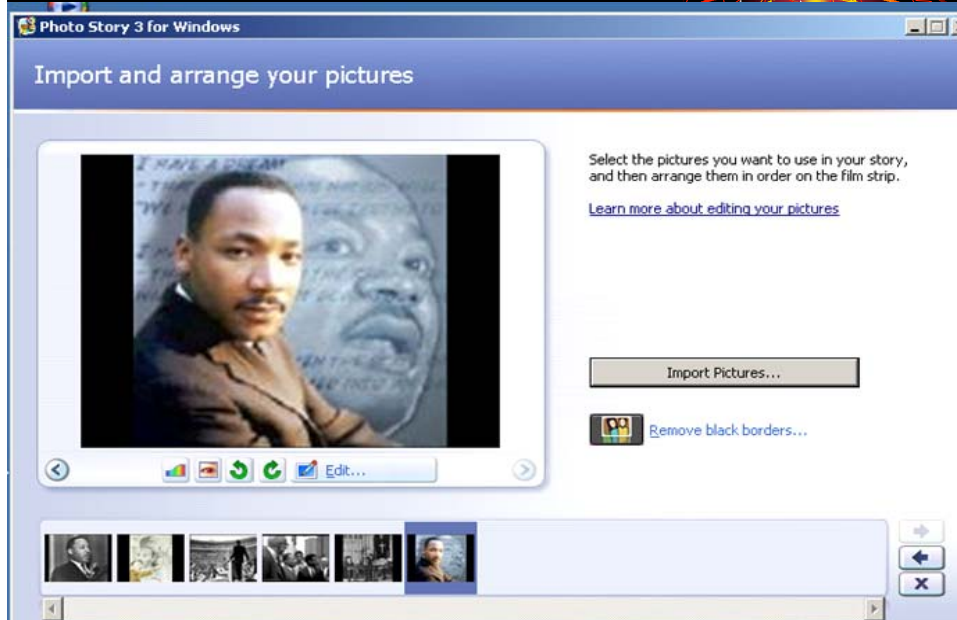 Photo Story 3 for Windows
Import and arrange your pictures
I HAVE A DREAM
Select the pictures you want to use in your story,
and then arrange them in order on the film strip.
Learn more about editing your pictures
Import Pictures...
Remove black borders...
Edit...